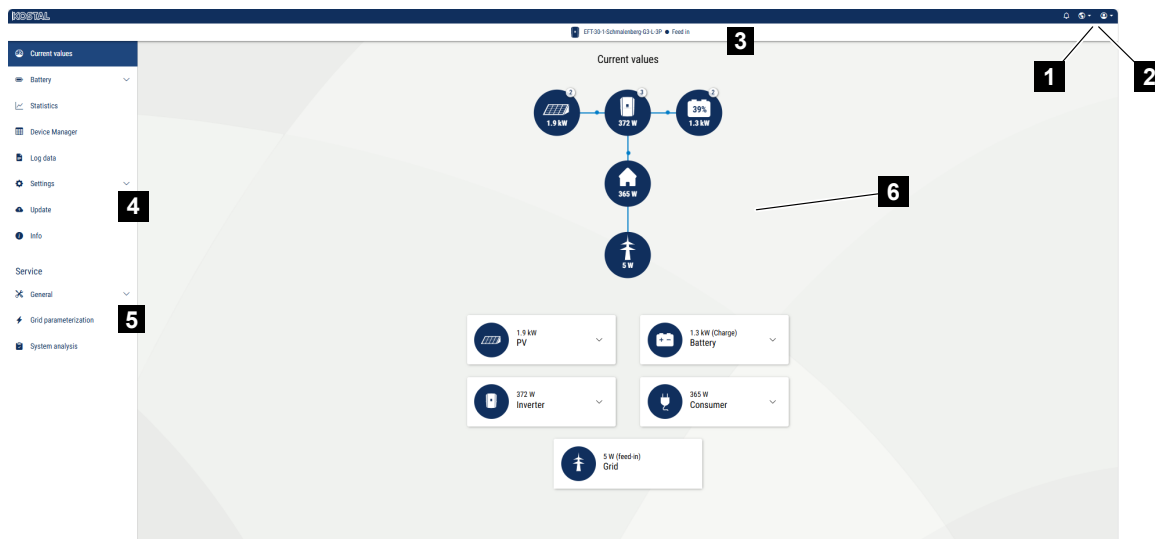 KOSTAL
EFT-30-1-Schmalenberg-G3-L-3P ● Feed in
3
1
2
Current values
Battery
Statistics
Device Manager
Log data
Settings
4
Update
Info
Service
General
5
Grid parameterization
System analysis
Current values
2
3
2
39%
1.9 kW
372 W
1.3 kW
365 W
6
5 W
1.9 kW
PV
1.3 kW (Charge)
Battery
372 W
Inverter
365 W
Consumer
5 W (feed-in)
Grid